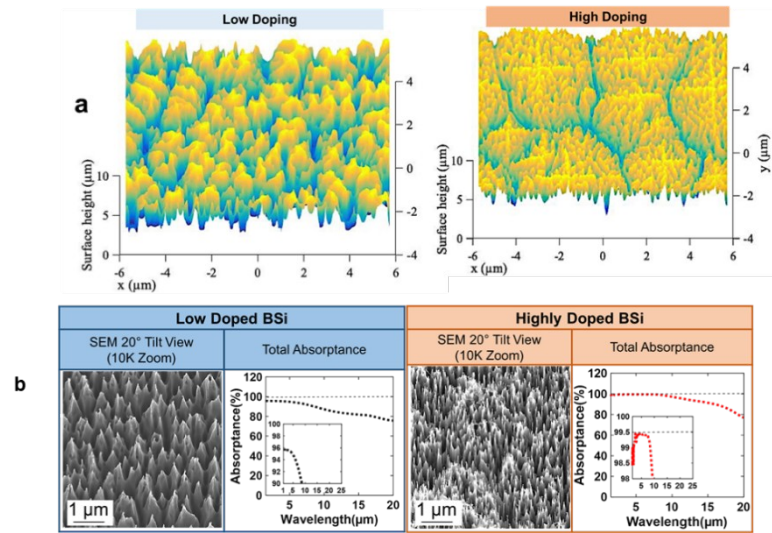 Low Doping
High Doping
a
Surface height (µm)
10
5
0
-6 -4 -2 0 2 4 6
x (µm)
4
2
0
-2
-4
Surface height (µm)
10
5
0
-6 -4 -2 0 2 4 6
x (µm)
4
2
0
-2
-4
y (µm)
b
Low Doped BSi
Highly Doped BSi
SEM 20° Tilt View
(10K Zoom)
Total Absorptance
SEM 20° Tilt View
(10K Zoom)
Total Absorptance
1 µm
Absorptance(%)
120
100
80
60
40
20
0
5 10 15 20
Wavelength(µm)
100
98
96
94
92
90
1 5 10 15 20 25
1 µm
Absorptance(%)
120
100
80
60
40
20
0
5 10 15 20
Wavelength(µm)
100
99.5
99
98.5
98
5 10 15 20 25